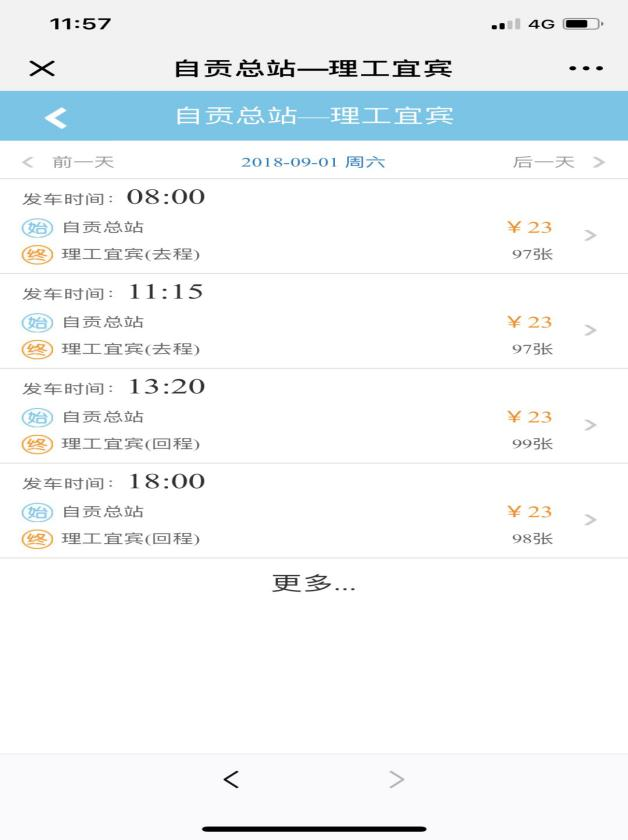 11:57 4G
自贡总站—理工宜宾
自贡总站—理工宜宾
前一天 2018-09-01 周六 后一天
发车时间: 08:00
始 自贡总站 ￥23
终 理工宜宾(去程) 97张
发车时间: 11:15
始 自贡总站 ￥23
终 理工宜宾(去程) 97张
发车时间: 13:20
始 自贡总站 ￥23
终 理工宜宾(回程) 99张
发车时间: 18:00
始 自贡总站 ￥23
终 理工宜宾(回程) 98张
更多...